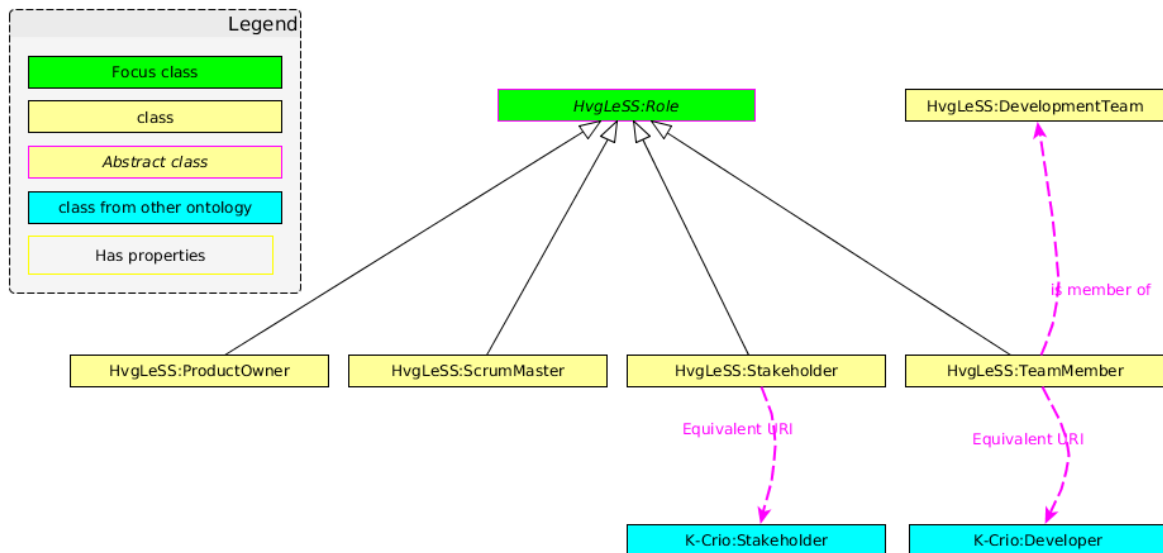 Legend
Focus class
class
Abstract class
class from other ontology
Has properties
HvgLeSS:Role
HvgLeSS:DevelopmentTeam
is member of
HvgLeSS:ProductOwner
HvgLeSS:ScrumMaster
HvgLeSS:Stakeholder
HvgLeSS:TeamMember
Equivalent URI
Equivalent URI
K-Crio:Stakeholder
K-Crio:Developer